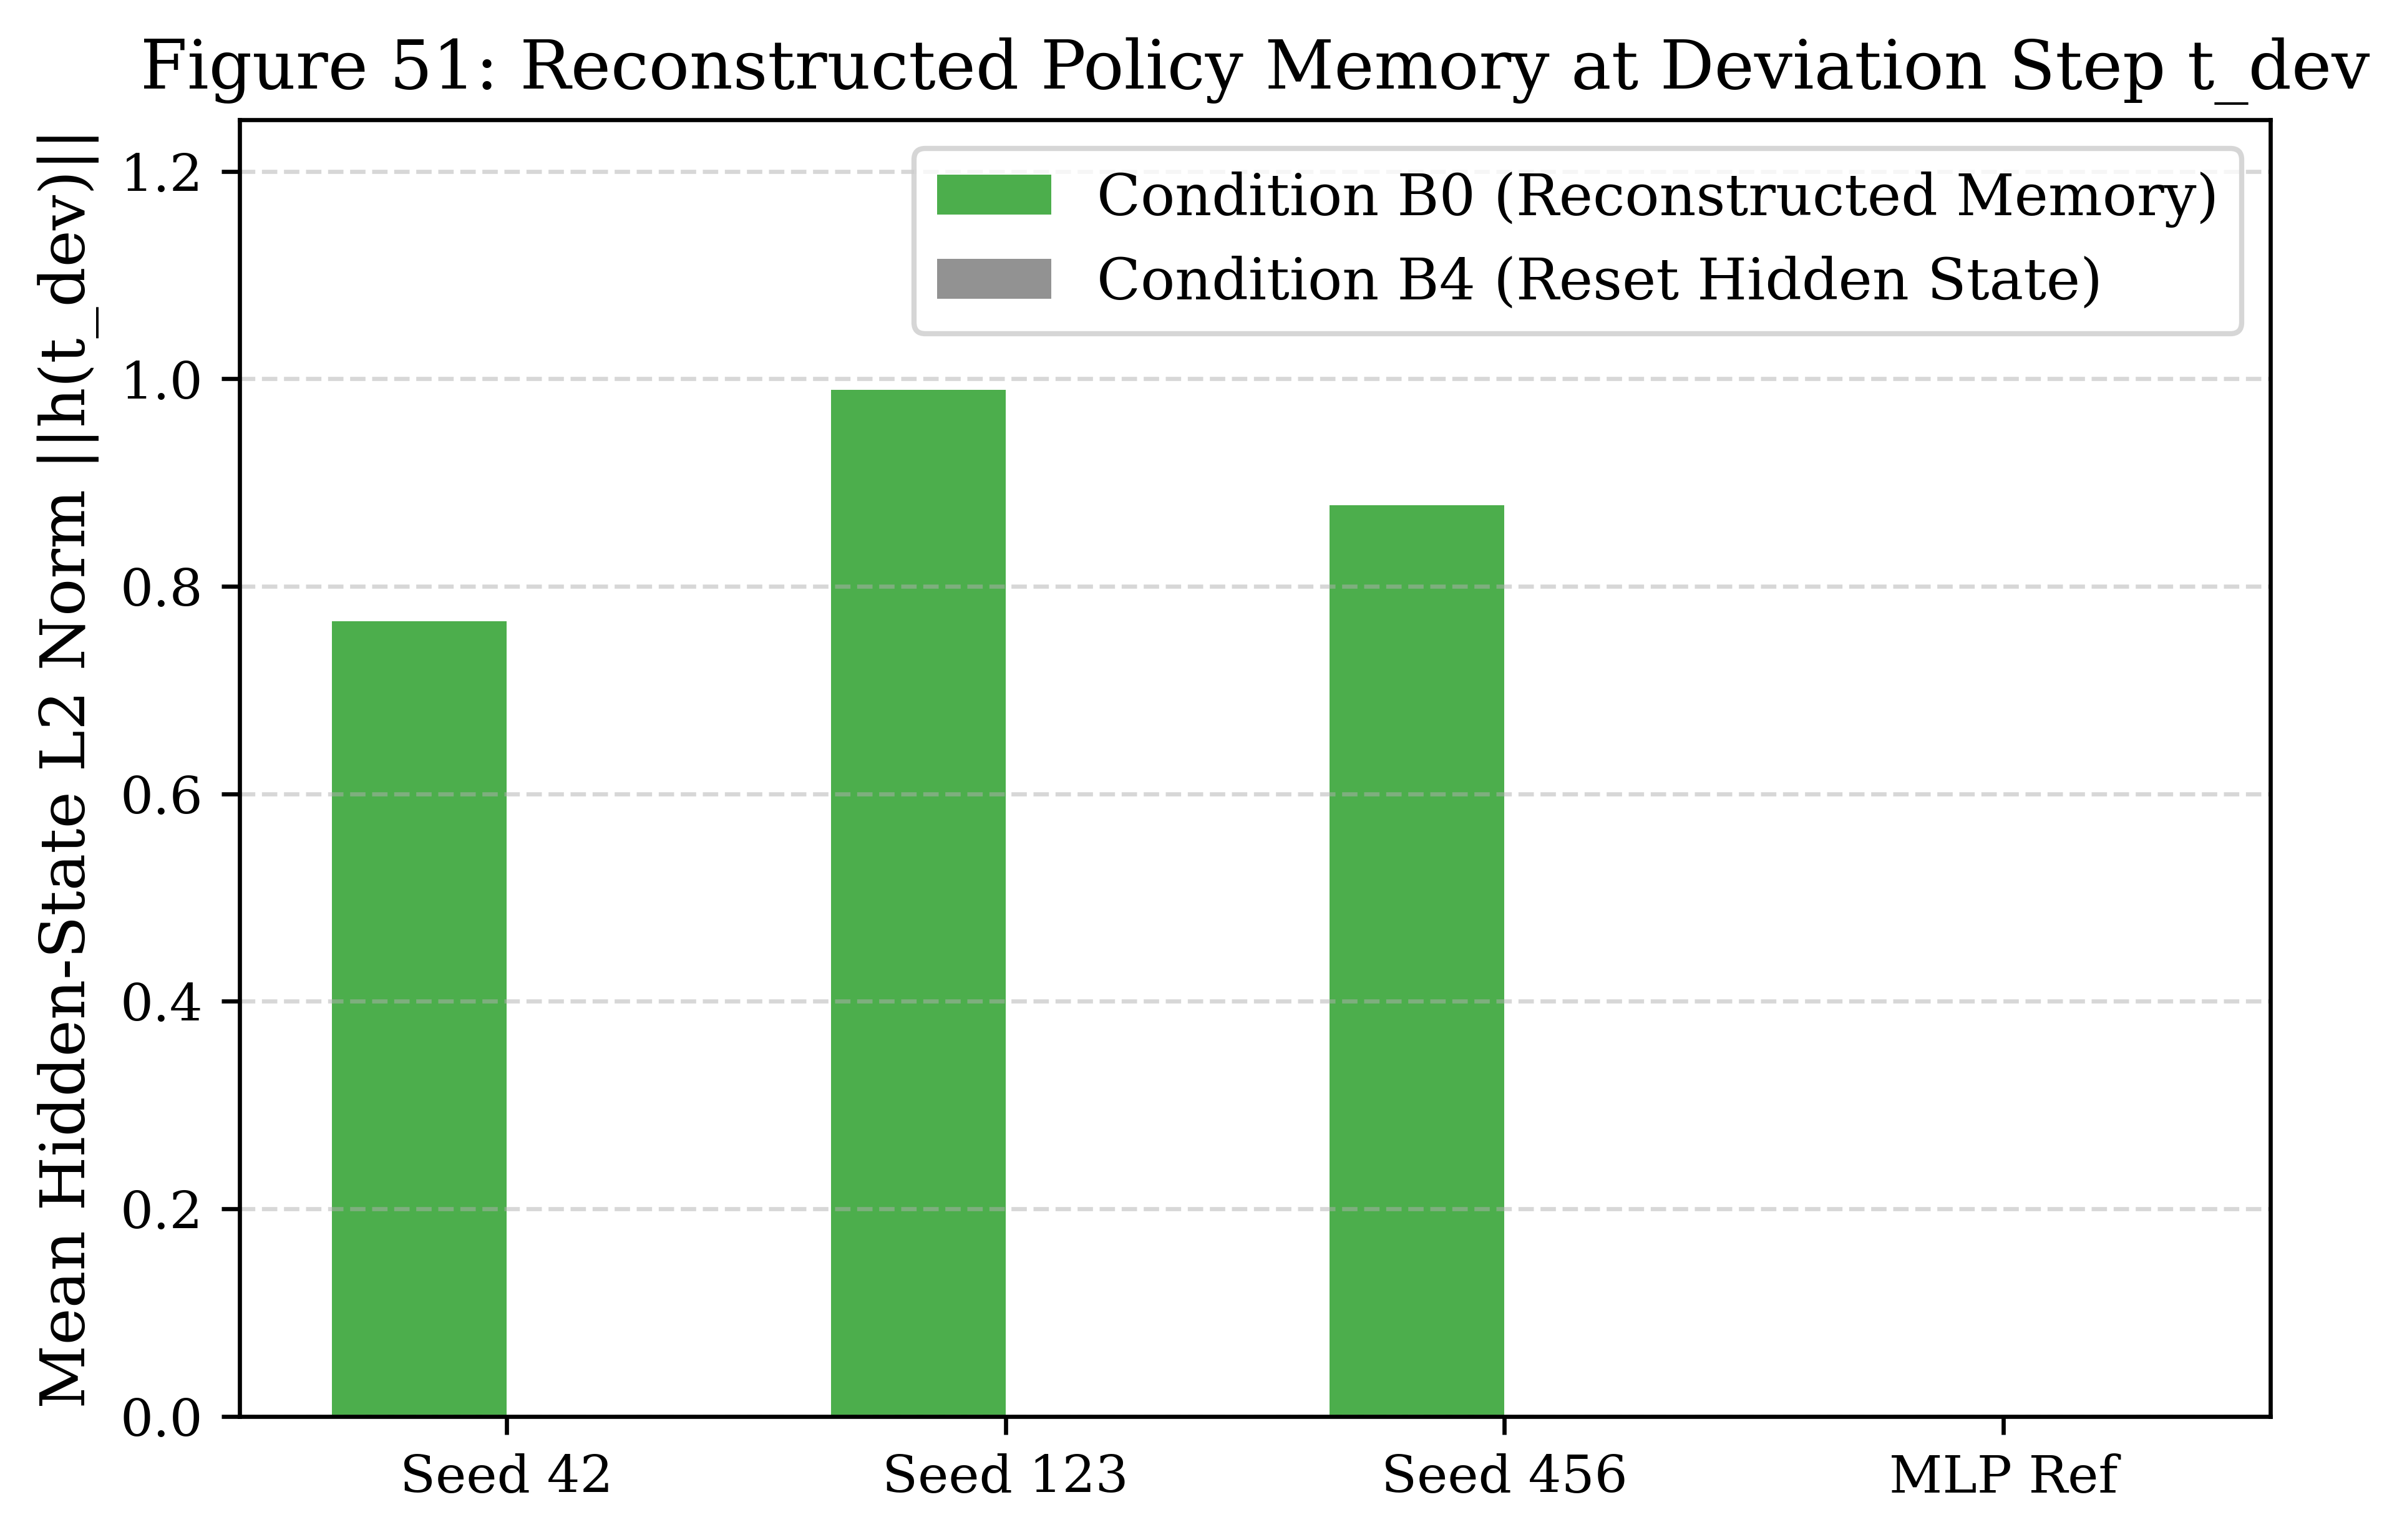 Figure 51: Reconstructed Policy Memory at Deviation Step t_dev
Mean Hidden-State L2 Norm ||h(t_dev)||
1.2
1.0
0.8
0.6
0.4
0.2
0.0
Condition B0 (Reconstructed Memory)
Condition B4 (Reset Hidden State)
Seed 42
Seed 123
Seed 456
MLP Ref